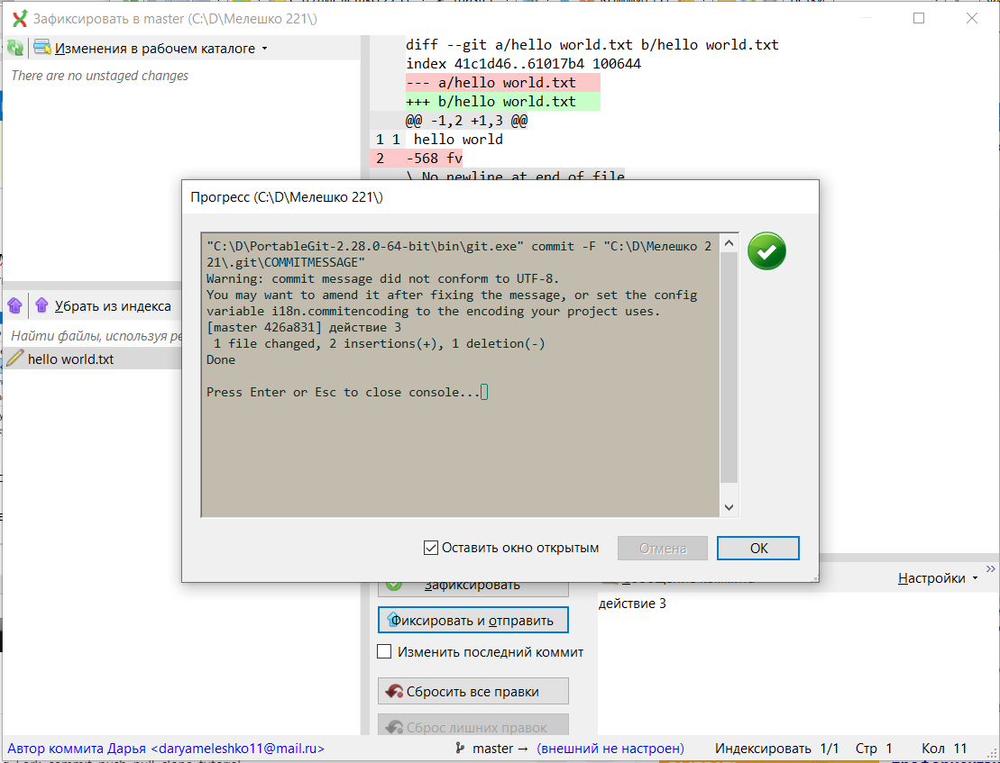 Зафиксировать в master (C:\D\Мелешко 221\)
Изменения в рабочем каталоге
There are no unstaged changes
diff --git a/hello world.txt b/hello world.txt
index 41c1d46..61017b4 100644
--- a/hello world.txt
+++ b/hello world.txt
@@ -1,2 +1,3 @@
1 1 hello world
2 -568 fv
\ No newline at end of file
Прогресс (C:\D\Мелешко 221\)
"C:\D\PortableGit-2.28.0-64-bit\bin\git.exe" commit -F "C:\D\Мелешко 2
21\.git\COMMITMESSAGE"
Warning: commit message did not conform to UTF-8.
You may want to amend it after fixing the message, or set the config
variable i18n.commitencoding to the encoding your project uses.
[master 426a831] действие 3
1 file changed, 2 insertions(+), 1 deletion(-)
Done
Press Enter or Esc to close console...
Оставить окно открытым
Отмена
OK
Убрать из индекса
Найти файлы, используя ре
hello world.txt
Зафиксировать
Фиксировать и отправить
Изменить последний коммит
Сбросить все правки
Сброс лишних правок
Настройки
действие 3
Автор коммита Дарья <daryameleshko11@mail.ru>
master → (внешний не настроен)
Индексировать 1/1
Стр 1
Кол 11